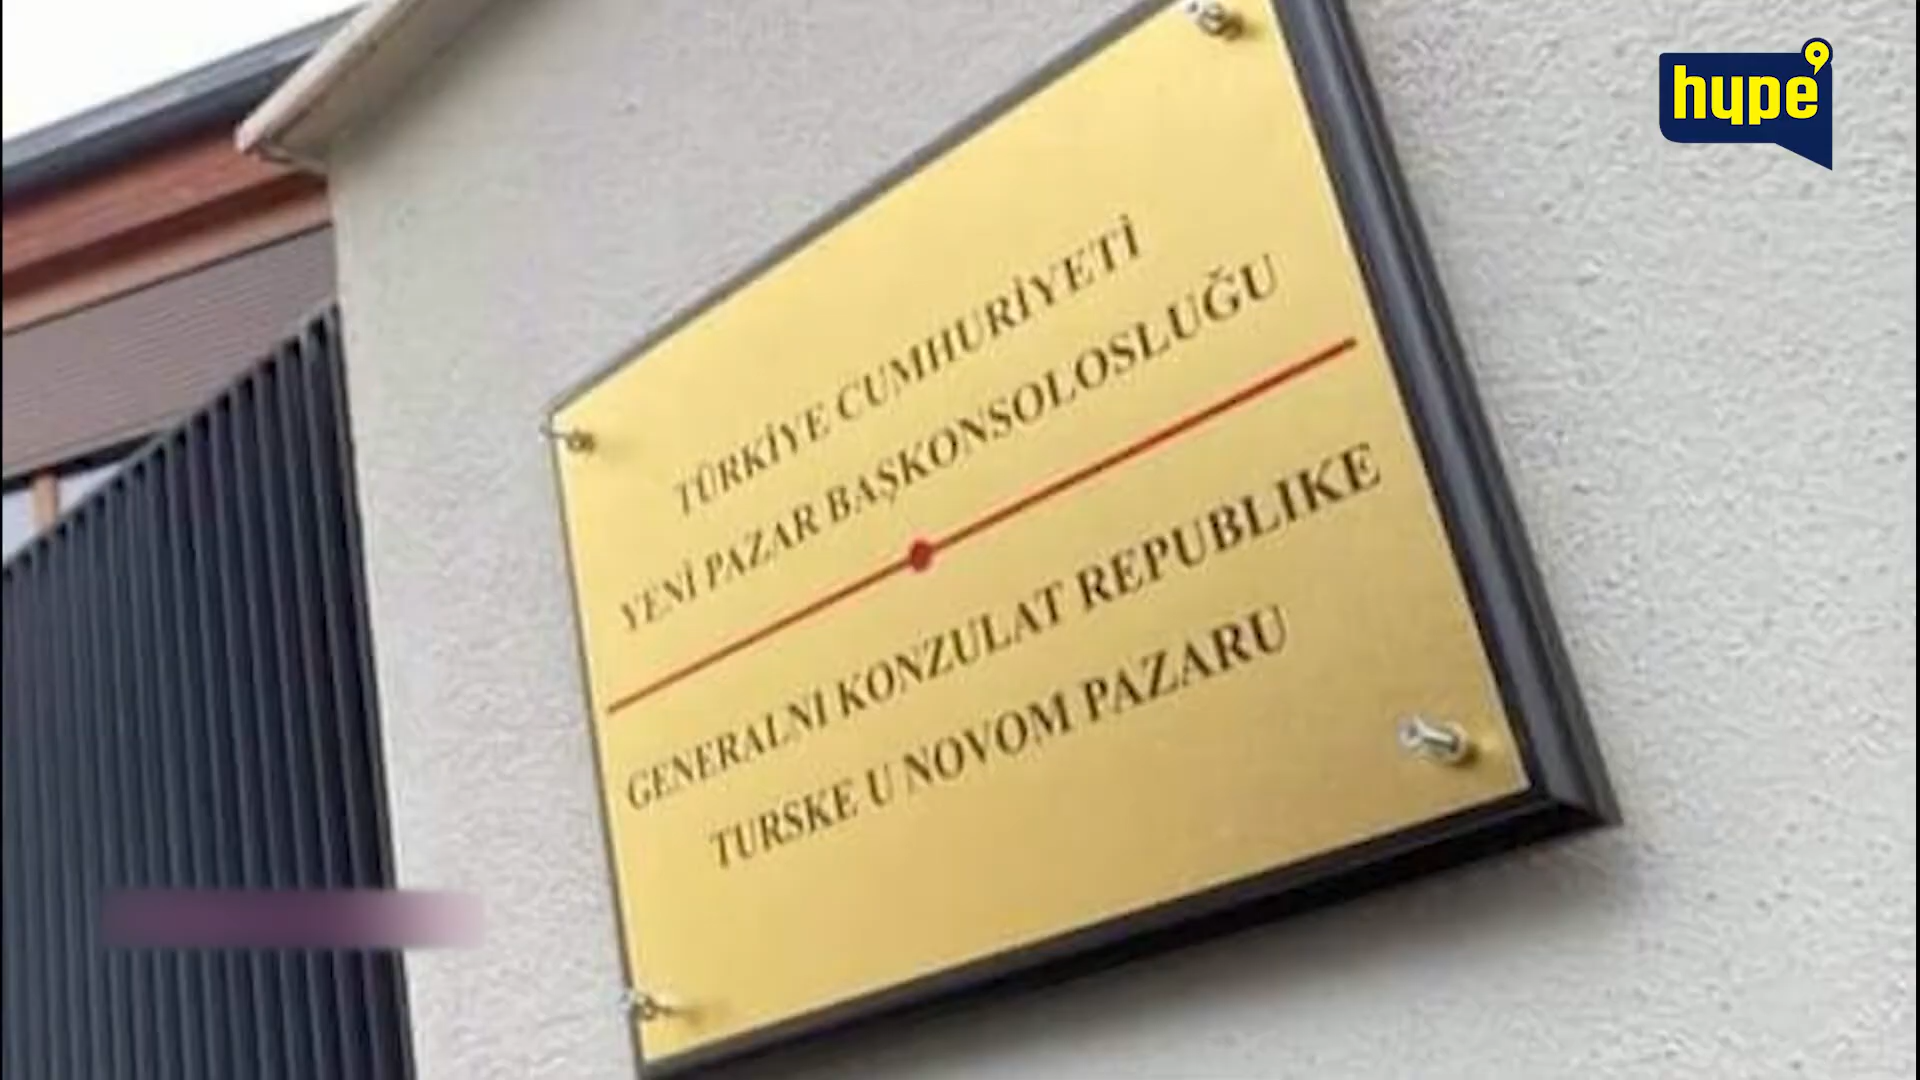 hype
TÜRKİYE CUMHURİYETİ
YENİ PAZAR BAŞKONSOLOSLUĞU
GENERALNI KONZULAT REPUBLIKE
TURSKE U NOVOM PAZARU